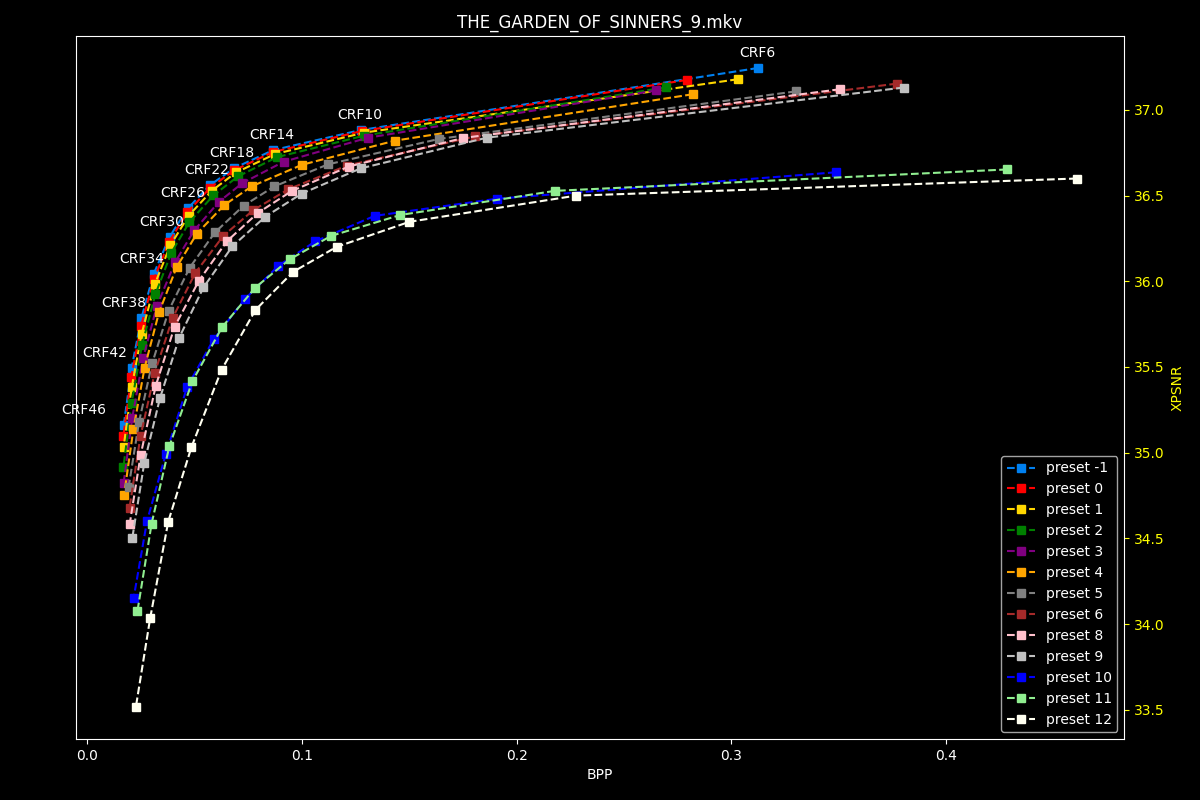 THE_GARDEN_OF_SINNERS_9.mkv
CRF6
CRF10
CRF14
CRF18
CRF22
CRF26
CRF30
CRF34
CRF38
CRF42
CRF46
37.0
36.5
36.0
35.5
35.0
34.5
34.0
33.5
XPSNR
preset -1
preset 0
preset 1
preset 2
preset 3
preset 4
preset 5
preset 6
preset 8
preset 9
preset 10
preset 11
preset 12
0.0 0.1 0.2 0.3 0.4
BPP